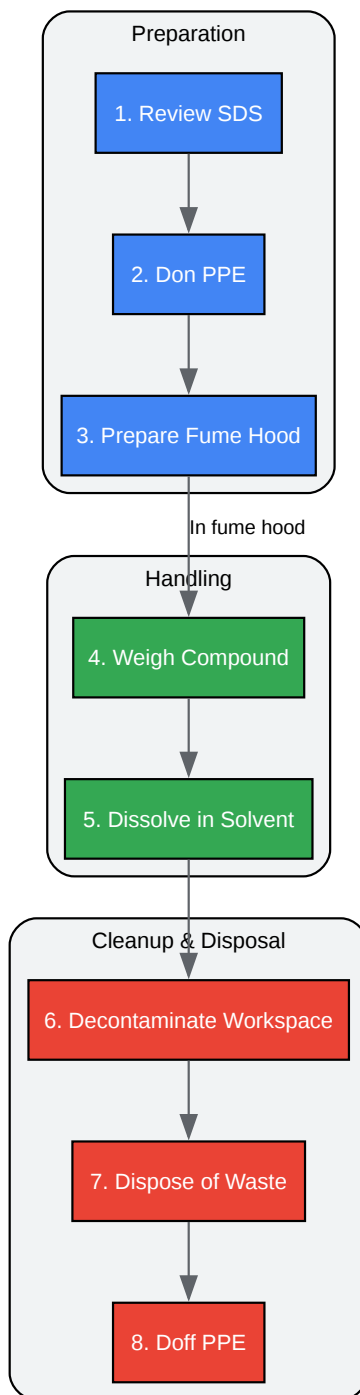 Preparation
1. Review SDS
2. Don PPE
3. Prepare Fume Hood
In fume hood
Handling
4. Weigh Compound
5. Dissolve in Solvent
Cleanup & Disposal
6. Decontaminate Workspace
7. Dispose of Waste
8. Doff PPE